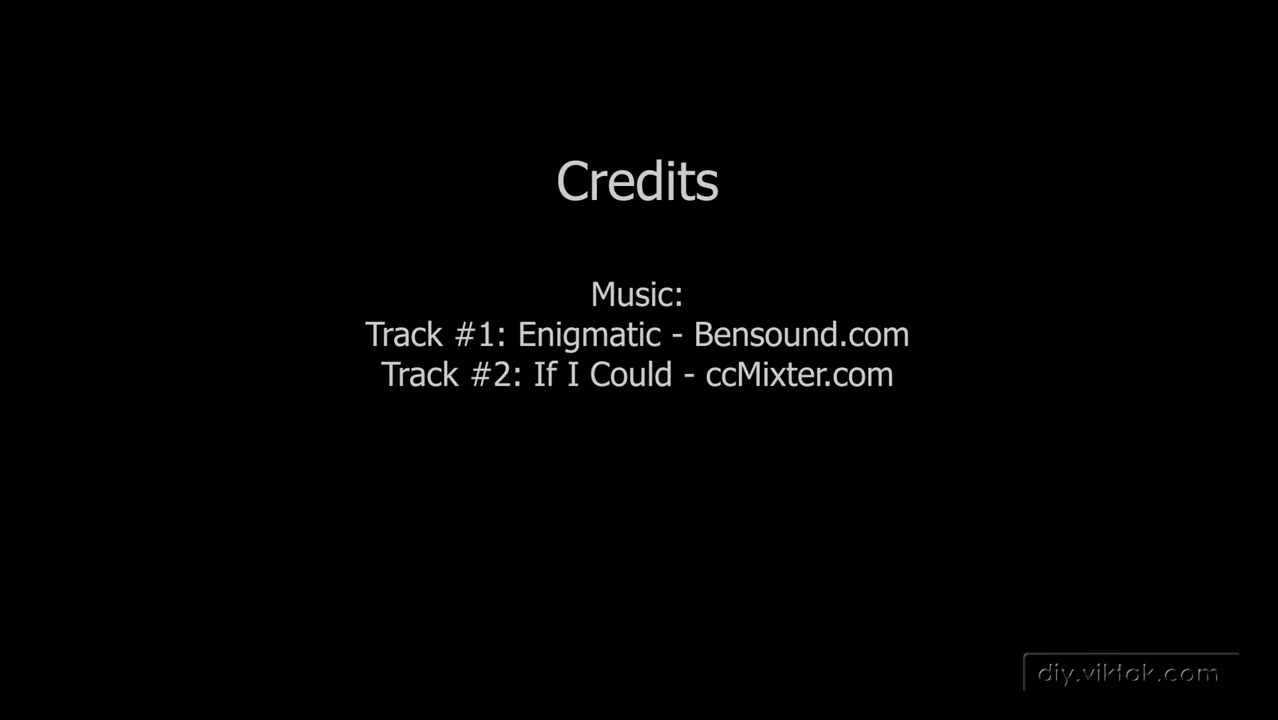 Credits
Music:
Track #1: Enigmatic - Bensound.com
Track #2: If I Could - ccMixter.com
diy.viktak.com